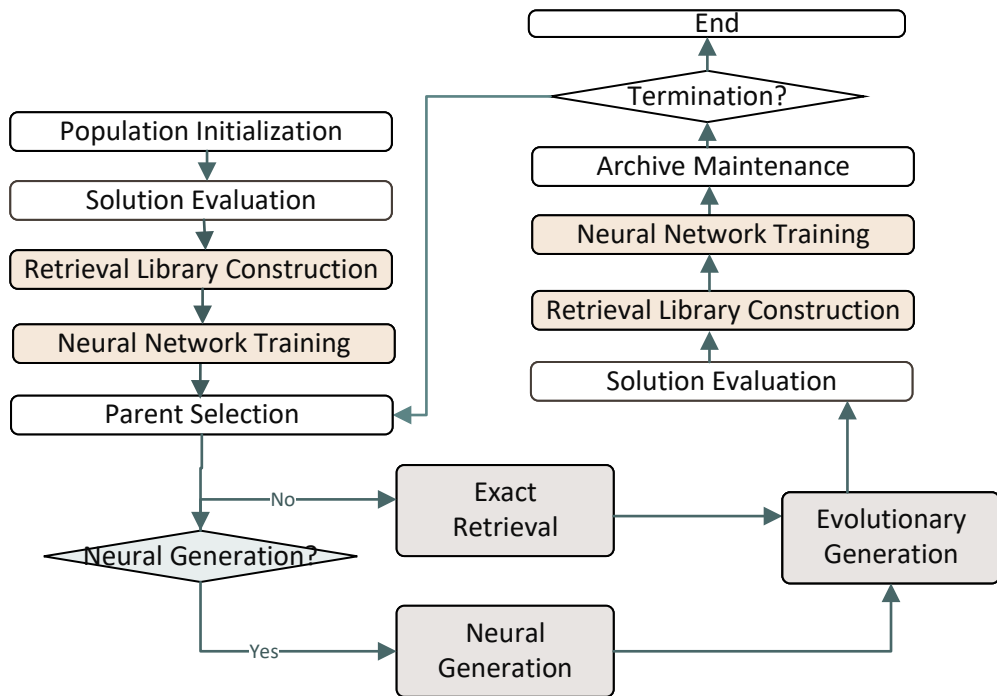 Population Initialization
Solution Evaluation
Retrieval Library Construction
Neural Network Training
Parent Selection
Neural Generation?
No
Yes
Exact
Retrieval
Neural
Generation
Evolutionary
Generation
Solution Evaluation
Retrieval Library Construction
Neural Network Training
Archive Maintenance
Termination?
End